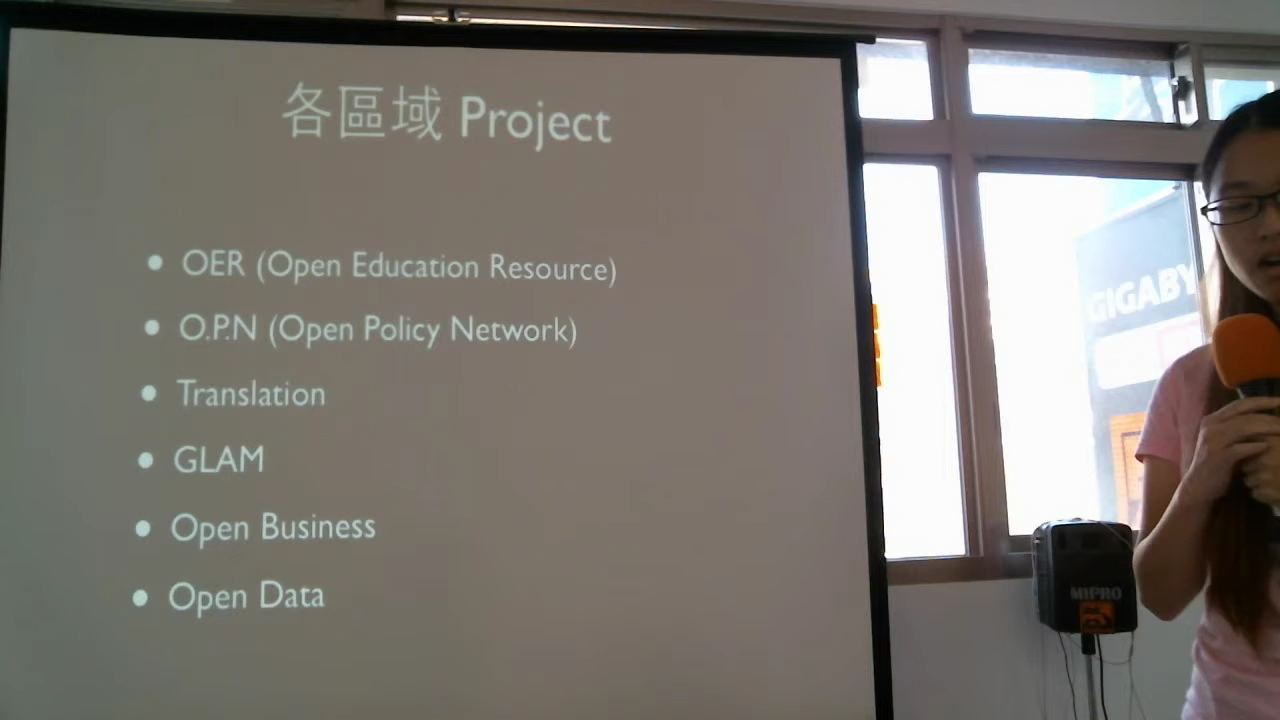 各區域 Project
• OER (Open Education Resource)
• O.P.N (Open Policy Network)
• Translation
• GLAM
• Open Business
• Open Data
GIGABY
MIPRO